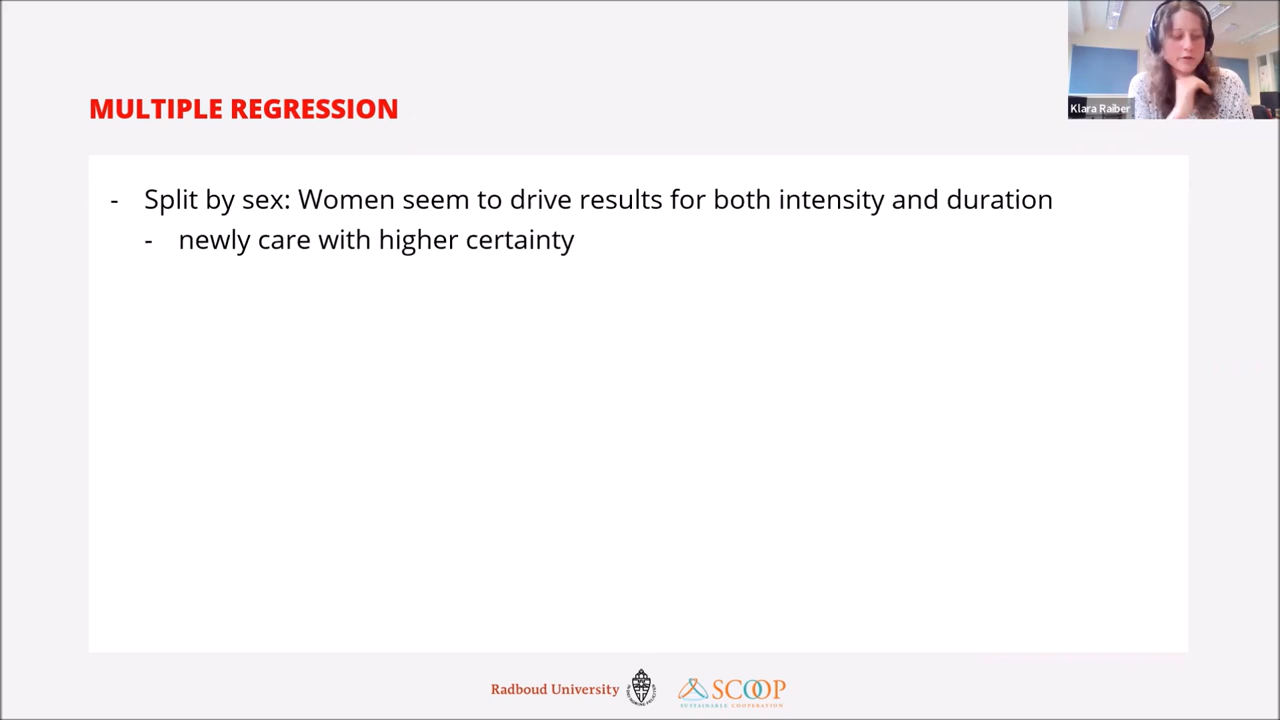 Klara Raiber
MULTIPLE REGRESSION
- Split by sex: Women seem to drive results for both intensity and duration
- newly care with higher certainty
Radboud University
SCOOP
SUSTAINABLE COOPERATION